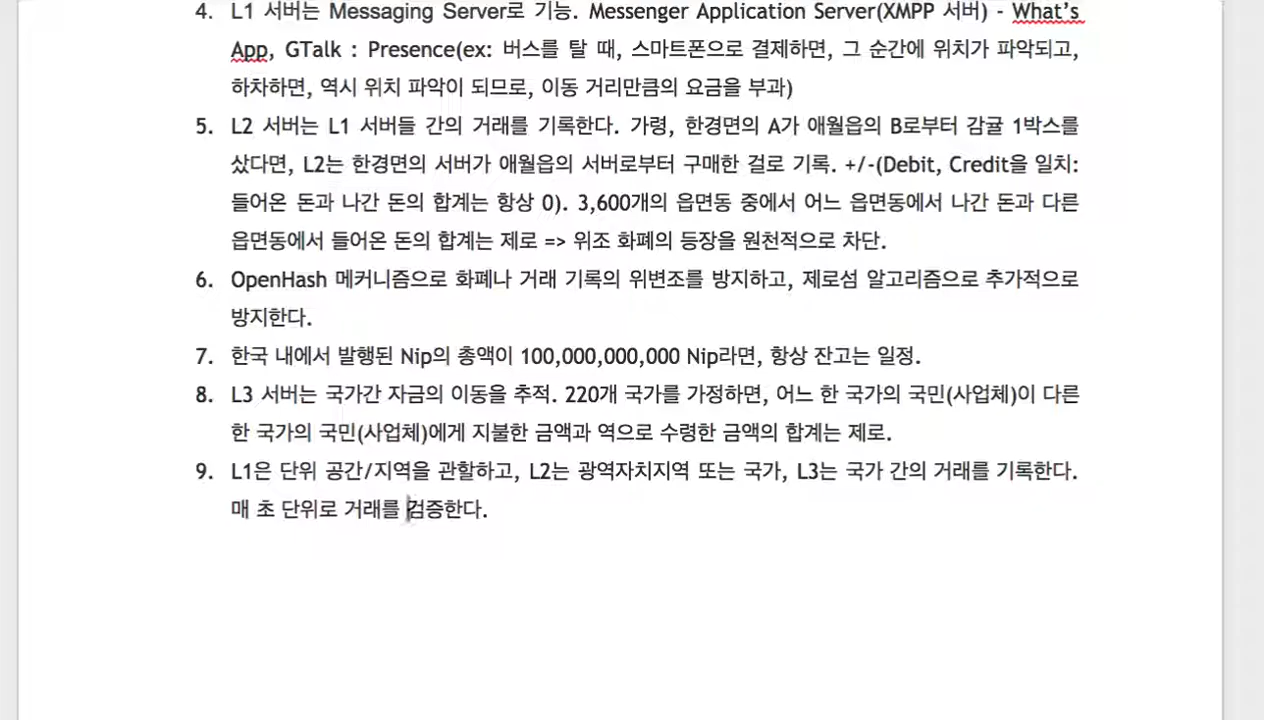 4. L1 서버는 Messaging Server로 기능. Messenger Application Server(XMPP 서버) - What’s
App, GTalk : Presence(ex: 버스를 탈 때, 스마트폰으로 결제하면, 그 순간에 위치가 파악되고,
하차하면, 역시 위치 파악이 되므로, 이동 거리만큼의 요금을 부과)
5. L2 서버는 L1 서버들 간의 거래를 기록한다. 가령, 한경면의 A가 애월읍의 B로부터 감귤 1박스를
샀다면, L2는 한경면의 서버가 애월읍의 서버로부터 구매한 걸로 기록. +/-(Debit, Credit을 일치:
들어온 돈과 나간 돈의 합계는 항상 0). 3,600개의 읍면동 중에서 어느 읍면동에서 나간 돈과 다른
읍면동에서 들어온 돈의 합계는 제로 => 위조 화폐의 등장을 원천적으로 차단.
6. OpenHash 메커니즘으로 화폐나 거래 기록의 위변조를 방지하고, 제로섬 알고리즘으로 추가적으로
방지한다.
7. 한국 내에서 발행된 Nip의 총액이 100,000,000,000 Nip라면, 항상 잔고는 일정.
8. L3 서버는 국가간 자금의 이동을 추적. 220개 국가를 가정하면, 어느 한 국가의 국민(사업체)이 다른
한 국가의 국민(사업체)에게 지불한 금액과 역으로 수령한 금액의 합계는 제로.
9. L1은 단위 공간/지역을 관할하고, L2는 광역자치지역 또는 국가, L3는 국가 간의 거래를 기록한다.
매 초 단위로 거래를 검증한다.